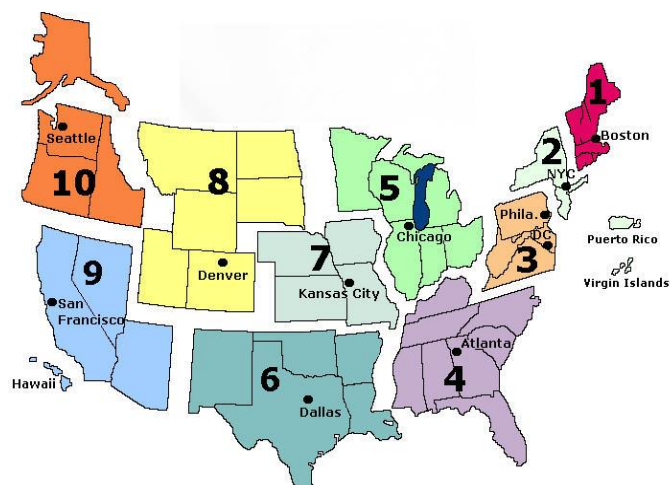 1
Boston
2
NYC
Seattle
10
8
5
Phila.
DC
3
Puerto Rico
Virgin Islands
Chicago
7
Denver
Kansas City
9
San
Francisco
Atlanta
4
6
Dallas
Hawaii